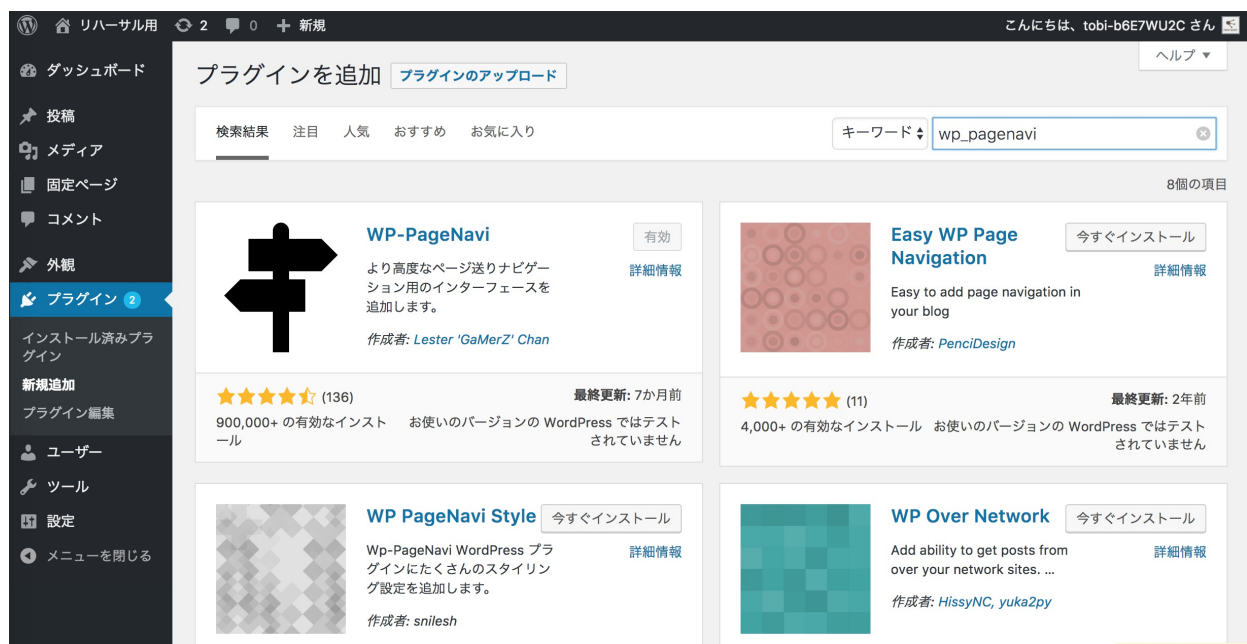 リハーサル用 2 0 新規 こんにちは、tobi-b6E7WU2C さん
ヘルプ
ダッシュボード
投稿
メディア
固定ページ
コメント
外観
プラグイン 2
インストール済みプラ
グイン
新規追加
プラグイン編集
ユーザー
ツール
設定
メニューを閉じる
プラグインを追加 プラグインのアップロード
検索結果 注目 人気 おすすめ お気に入り キーワード wp_pagenavi
8個の項目
WP-PageNavi 有効
詳細情報
より高度なページ送りナビゲー
ション用のインターフェースを
追加します。
作成者: Lester 'GaMerZ' Chan
(136) 最終更新: 7か月前
900,000+ の有効なインスト
ール
お使いのバージョンの WordPress ではテスト
されていません
Easy WP Page
Navigation
今すぐインストール
詳細情報
Easy to add page navigation in
your blog
作成者: PenciDesign
(11) 最終更新: 2年前
4,000+ の有効なインストール お使いのバージョンの WordPress ではテスト
されていません
WP PageNavi Style 今すぐインストール
詳細情報
Wp-PageNavi WordPress プラ
グインにたくさんのスタイリン
グ設定を追加します。
作成者: snilesh
WP Over Network 今すぐインストール
詳細情報
Add ability to get posts from
over your network sites. ...
作成者: HissyNC, yuka2py